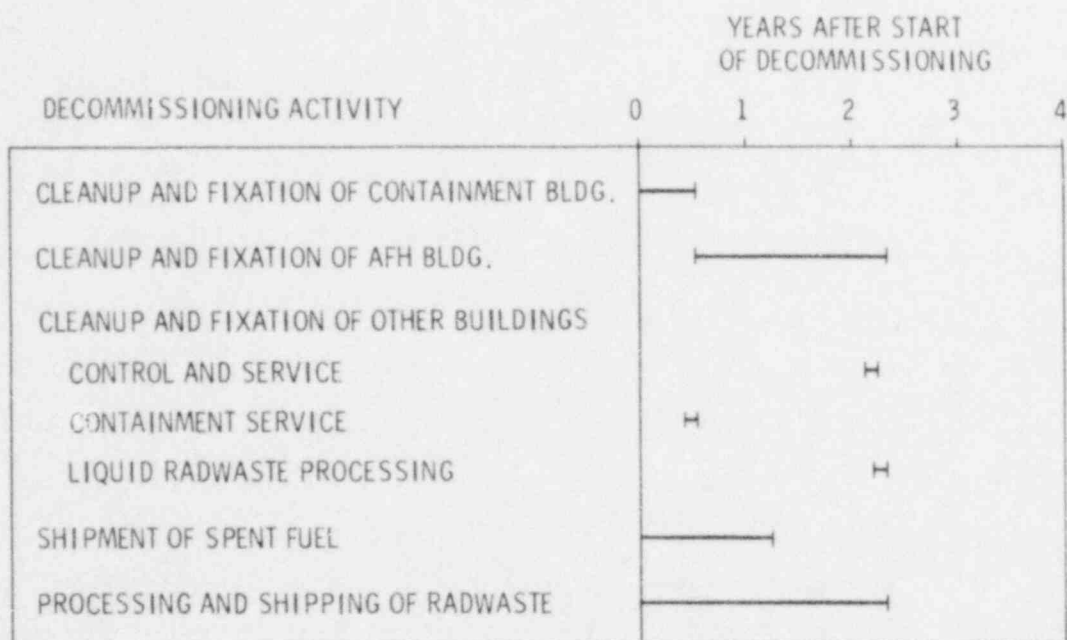 YEARS AFTER START
OF DECOMMISSIONING
DECOMMISSIONING ACTIVITY 0 1 2 3 4
CLEANUP AND FIXATION OF CONTAINMENT BLDG.
CLEANUP AND FIXATION OF AFH BLDG.
CLEANUP AND FIXATION OF OTHER BUILDINGS
CONTROL AND SERVICE
CONTAINMENT SERVICE
LIQUID RADWASTE PROCESSING
SHIPMENT OF SPENT FUEL
PROCESSING AND SHIPPING OF RADWASTE